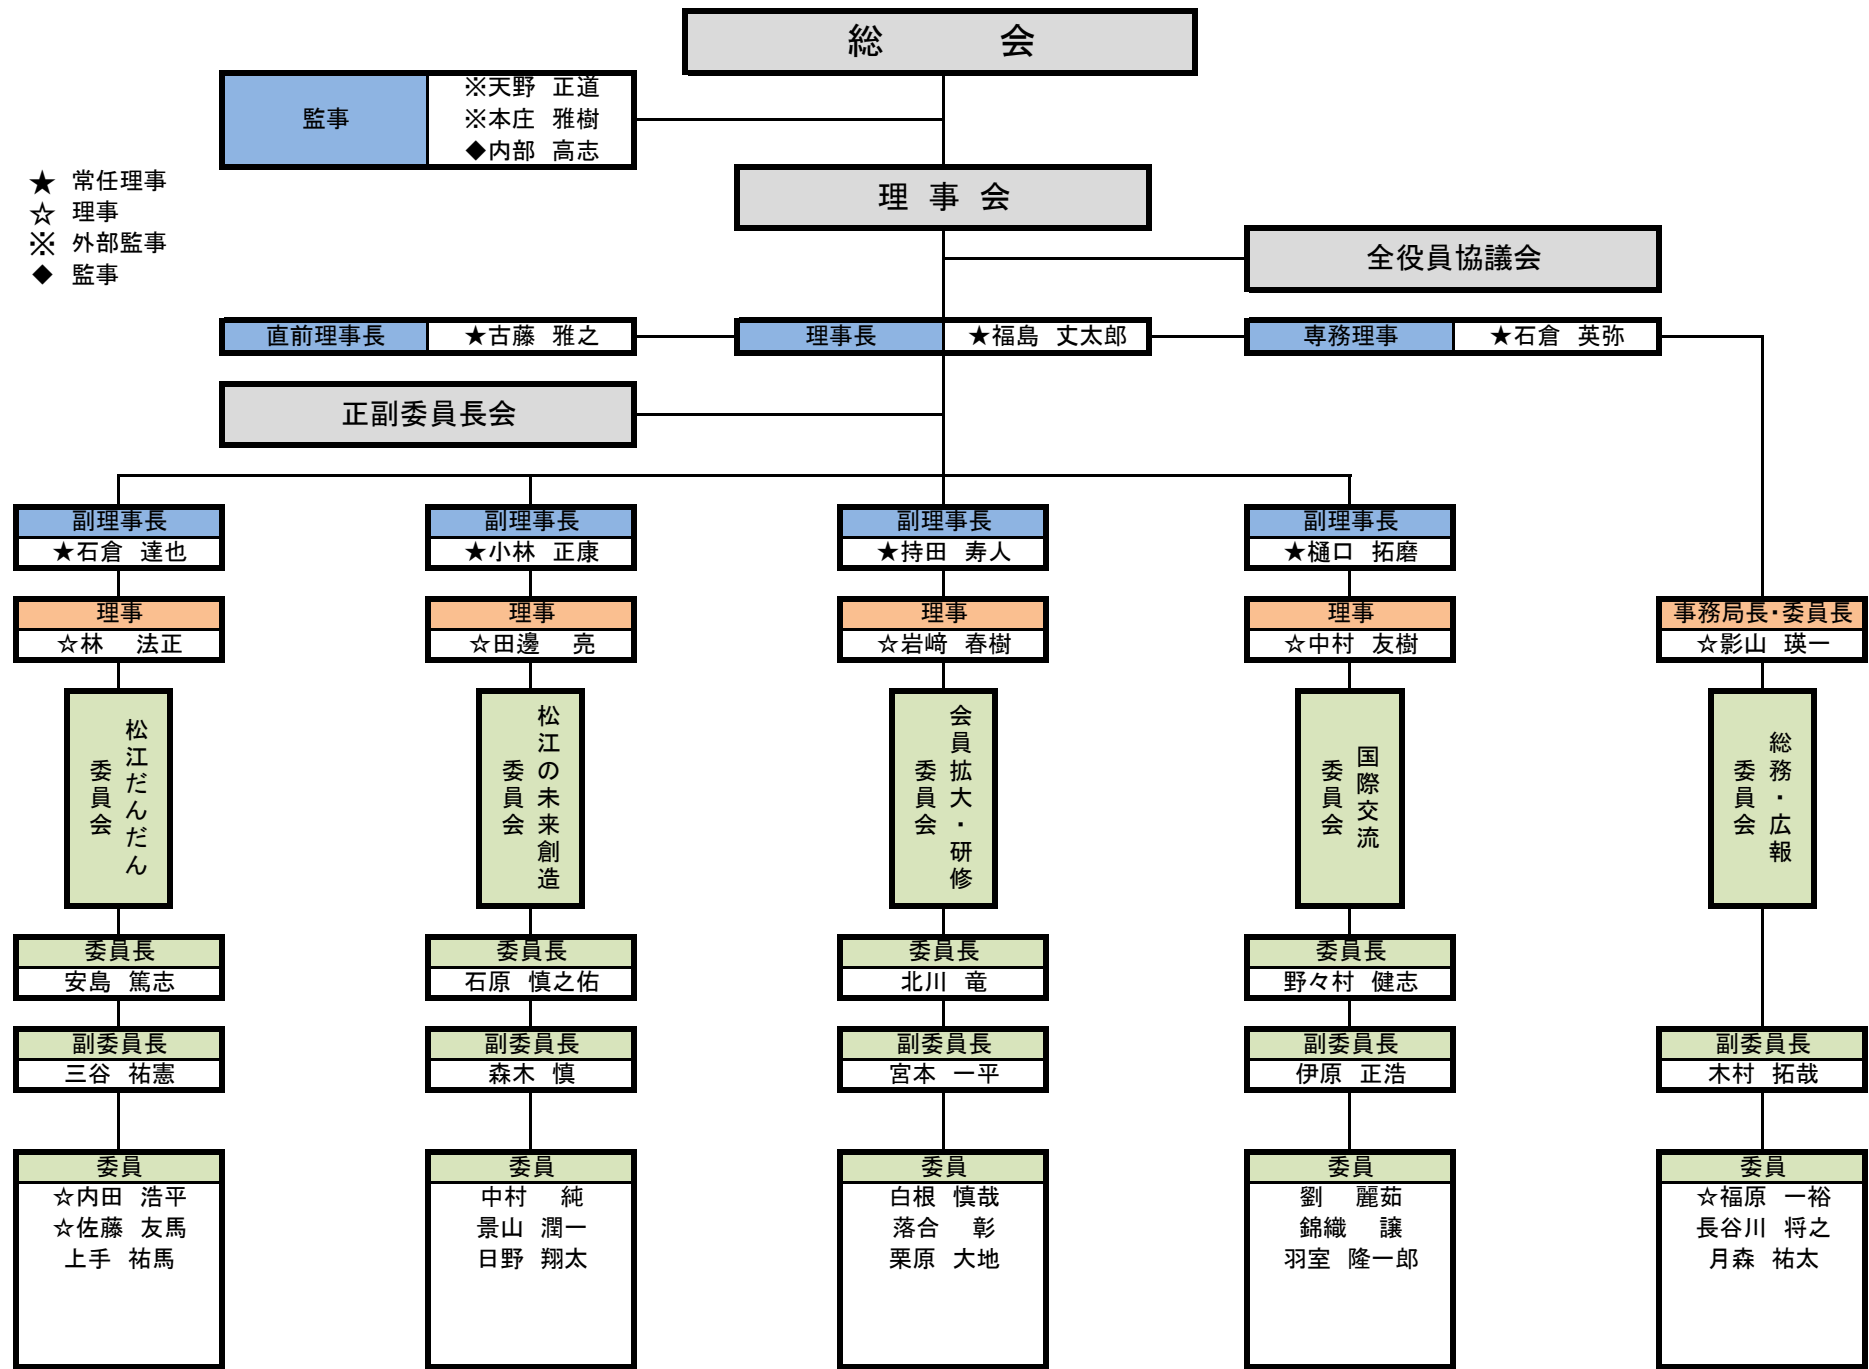 総　会
監事
※天野 正道
※本庄 雅樹
◆内部 高志
★ 常任理事
☆ 理事
※ 外部監事
◆ 監事
理 事 会
全役員協議会
直前理事長
★古藤 雅之
理事長
★福島 丈太郎
専務理事
★石倉 英弥
正副委員長会
副理事長
★石倉 達也
副理事長
★小林 正康
副理事長
★持田 寿人
副理事長
★樋口 拓磨
理事
☆林 法正
理事
☆田邊 亮
理事
☆岩﨑 春樹
理事
☆中村 友樹
事務局長・委員長
☆影山 瑛一
松江だんだん
委員会
松江の未来創造
委員会
会員拡大・研修
委員会
国際交流
委員会
総務・広報
委員会
委員長
安島 篤志
委員長
石原 慎之佑
委員長
北川 竜
委員長
野々村 健志
副委員長
三谷 祐憲
副委員長
森木 慎
副委員長
宮本 一平
副委員長
伊原 正浩
副委員長
木村 拓哉
委員
☆内田 浩平
☆佐藤 友馬
上手 祐馬
委員
中村 純
景山 潤一
日野 翔太
委員
白根 慎哉
落合 彰
栗原 大地
委員
劉 麗茹
錦織 譲
羽室 隆一郎
委員
☆福原 一裕
長谷川 将之
月森 祐太